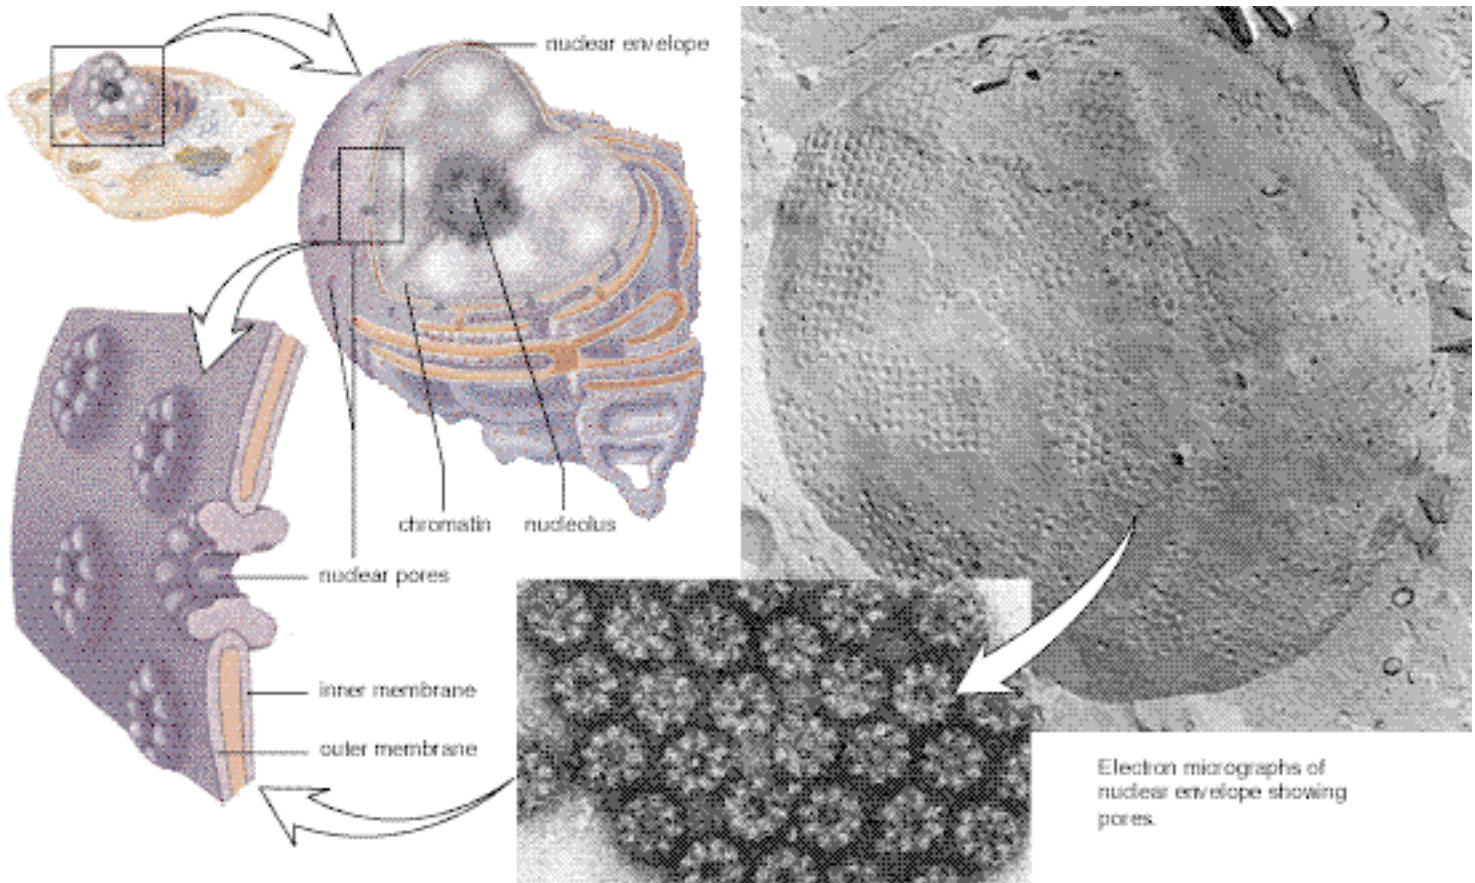 nuclear envelope
chromatin
nucleolus
nuclear pores
inner membrane
outer membrane
Electron micrographs of
nuclear envelope showing
pores.